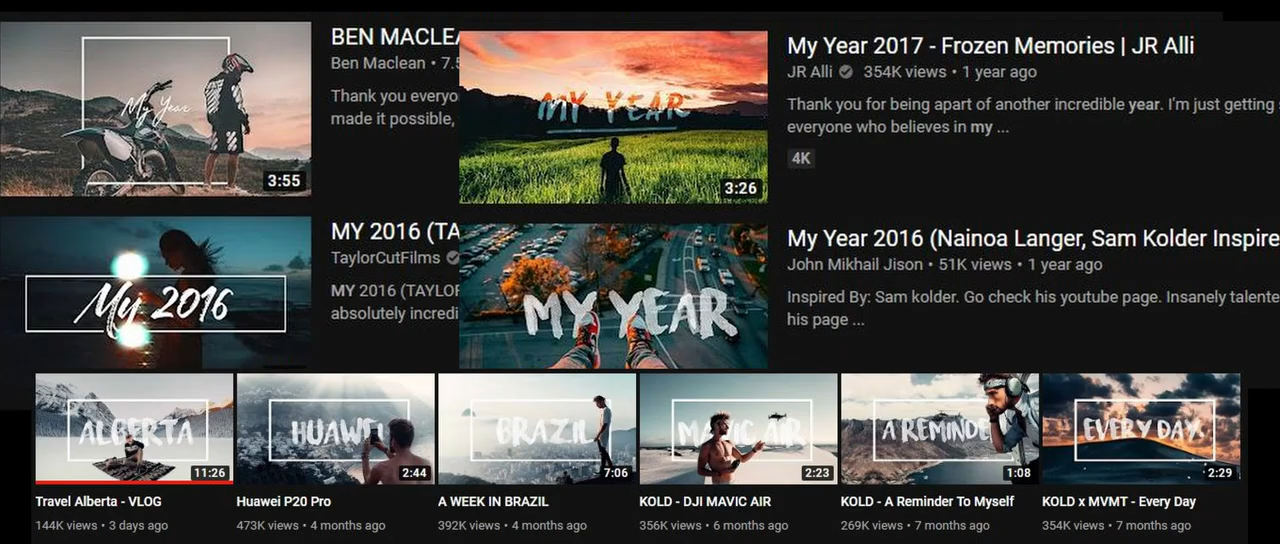 My Year
3:55
BEN MACLEA
Ben Maclean • 7.5
Thank you everyo
made it possible,
MY YEAR
3:26
My Year 2017 - Frozen Memories | JR Alli
JR Alli 354K views • 1 year ago
Thank you for being apart of another incredible year. I'm just getting
everyone who believes in my ...
4K
My 2016
MY 2016 (TA
TaylorCutFilms
MY 2016 (TAYLOR
absolutely incredi
MY YEAR
My Year 2016 (Nainoa Langer, Sam Kolder Inspire
John Mikhail Jison • 51K views • 1 year ago
Inspired By: Sam kolder. Go check his youtube page. Insanely talente
his page ...
ALBERTA
11:26
Travel Alberta - VLOG
144K views • 3 days ago
HUAWEI
2:44
Huawei P20 Pro
473K views • 4 months ago
BRAZIL
7:06
A WEEK IN BRAZIL
392K views • 4 months ago
MAVIC AIR
2:23
KOLD - DJI MAVIC AIR
356K views • 6 months ago
A REMINDE
1:08
KOLD - A Reminder To Myself
269K views • 7 months ago
EVERY DAY
2:29
KOLD x MVMT - Every Day
354K views • 7 months ago